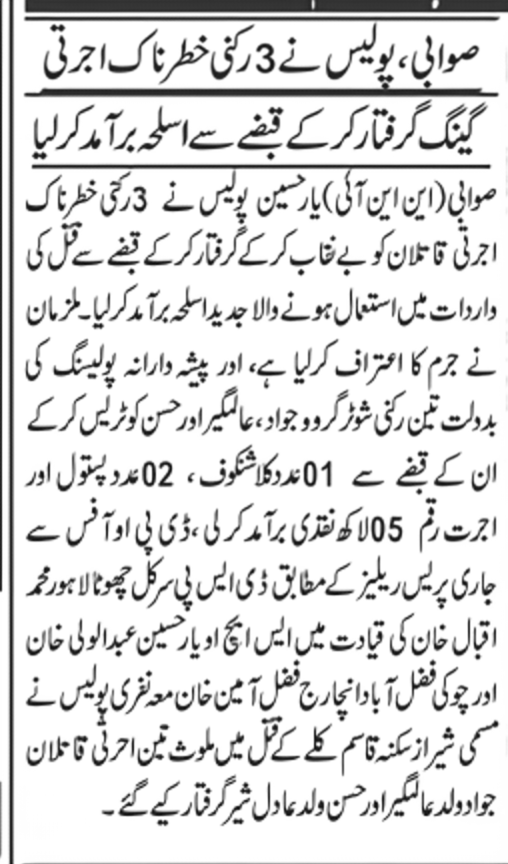 صوابی، پولیس نے 3 رکنی خطرناک اجرتی
گینگ گرفتار کر کے قبضے سے اسلحہ برآمد کر لیا
صوابی (این این آئی) یار حسین پولیس نے 3 رکنی خطرناک
اجرتی قاتلان کو بے نقاب کر کے گرفتار کر کے قبضے سے قتل کی
واردات میں استعمال ہونے والا جدید اسلحہ برآمد کر لیا۔ ملزمان
نے جرم کا اعتراف کر لیا ہے، اور پیشہ دارانہ پولیسنگ کی
بدولت تین رکنی شوٹر گروو جواد، عالمگیر اور حسن کو ٹریس کر کے
ان کے قبضے سے 01 عدد کلاشنکوف، 02 عدد پستول اور
اجرت رقم 05 لاکھ نقدی برآمد کر لی، ڈی پی او آفس سے
جاری پریس ریلیز کے مطابق ڈی ایس پی سرکل چھوٹا لاہور محمد
اقبال خان کی قیادت میں ایس ایچ او یار حسین عبدالولی خان
اور چوکی فضل آباد انچارج فضل آمین خان معہ نفری پولیس نے
مسمی شیراز سکنہ قاسم کلے کے قتل میں ملوث تین اجرتی قاتلان
جواد ولد عالمگیر اور حسن ولد عادل شیر گرفتار کیے گئے۔